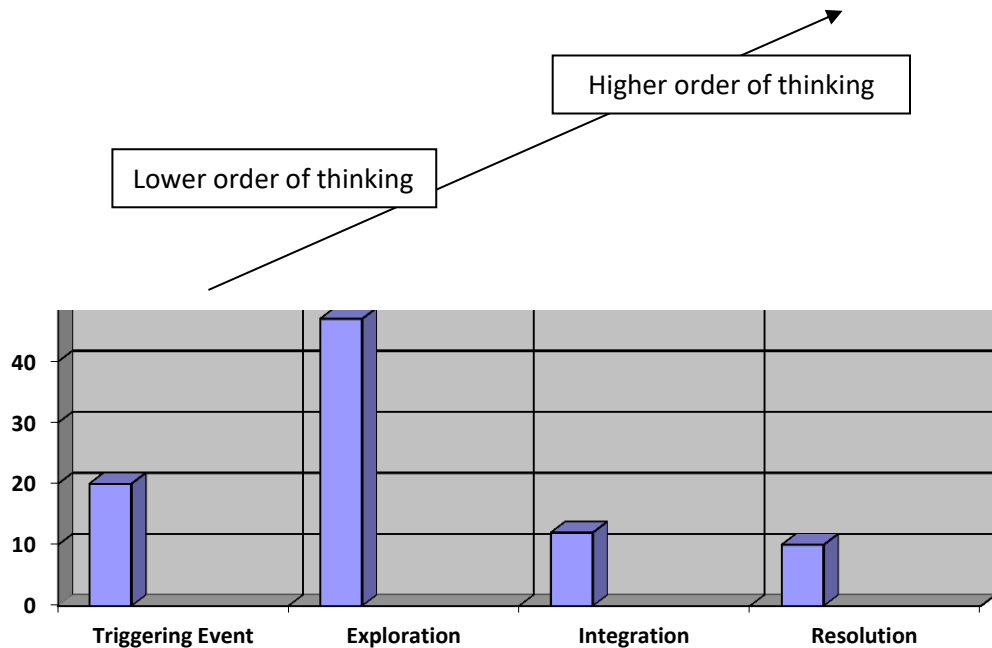 Higher order of thinking
Lower order of thinking
40
30
20
10
0
Triggering Event
Exploration
Integration
Resolution